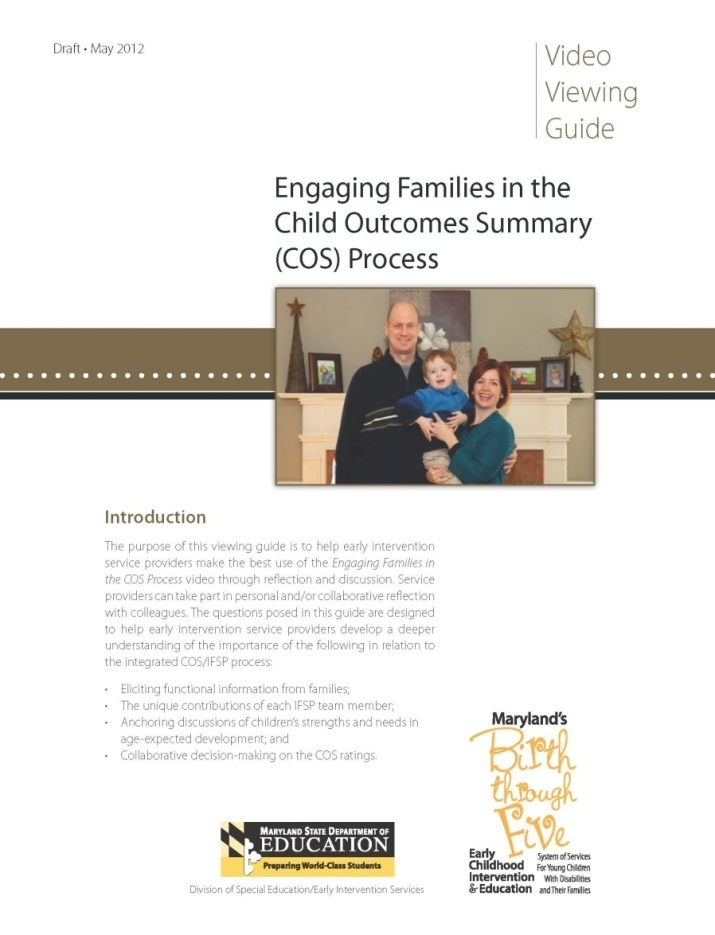 Draft • May 2012
Video
Viewing
Guide
Engaging Families in the
Child Outcomes Summary
(COS) Process
Introduction
The purpose of this viewing guide is to help early intervention
service providers make the best use of the Engaging Families in
the COS Process video through reflection and discussion. Service
providers can take part in personal and/or collaborative reflection
with colleagues. The questions posed in this guide are designed
to help early intervention service providers develop a deeper
understanding of the importance of the following in relation to
the integrated COS/IFSP process:
• Eliciting functional information from families;
• The unique contributions of each IFSP team member;
• Anchoring discussions of children's strengths and needs in
age-expected development; and
• Collaborative decision-making on the COS ratings.
Maryland's
Birth
through
Five
Early
Childhood
Intervention
& Education
System of Services
For Young Children
With Disabilities
and Their Families
MARYLAND STATE DEPARTMENT OF
EDUCATION
Preparing World-Class Students
Division of Special Education/Early Intervention Services